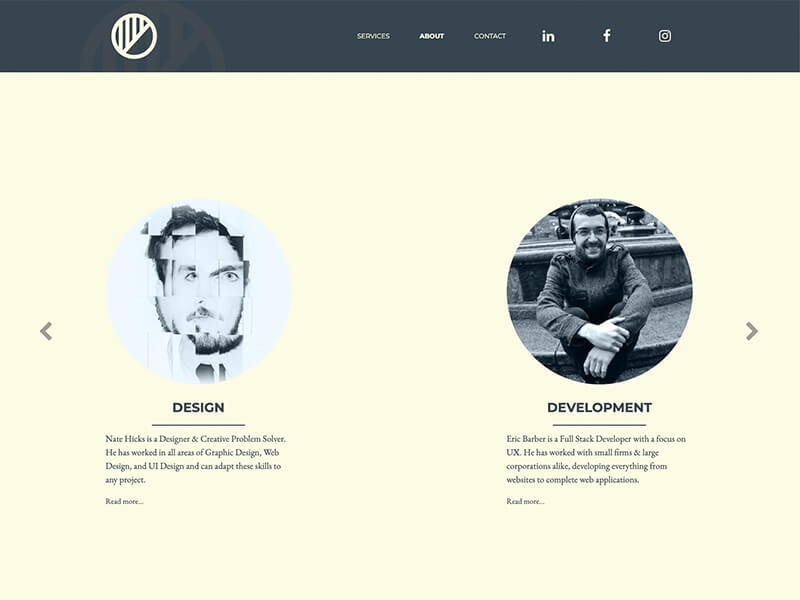 SERVICES ABOUT CONTACT
DESIGN
Nate Hicks is a Designer & Creative Problem Solver.
He has worked in all areas of Graphic Design, Web
Design, and UI Design and can adapt these skills to
any project.
Read more...
DEVELOPMENT
Eric Barber is a Full Stack Developer with a focus on
UX. He has worked with small firms & large
corporations alike, developing everything from
websites to complete web applications.
Read more...